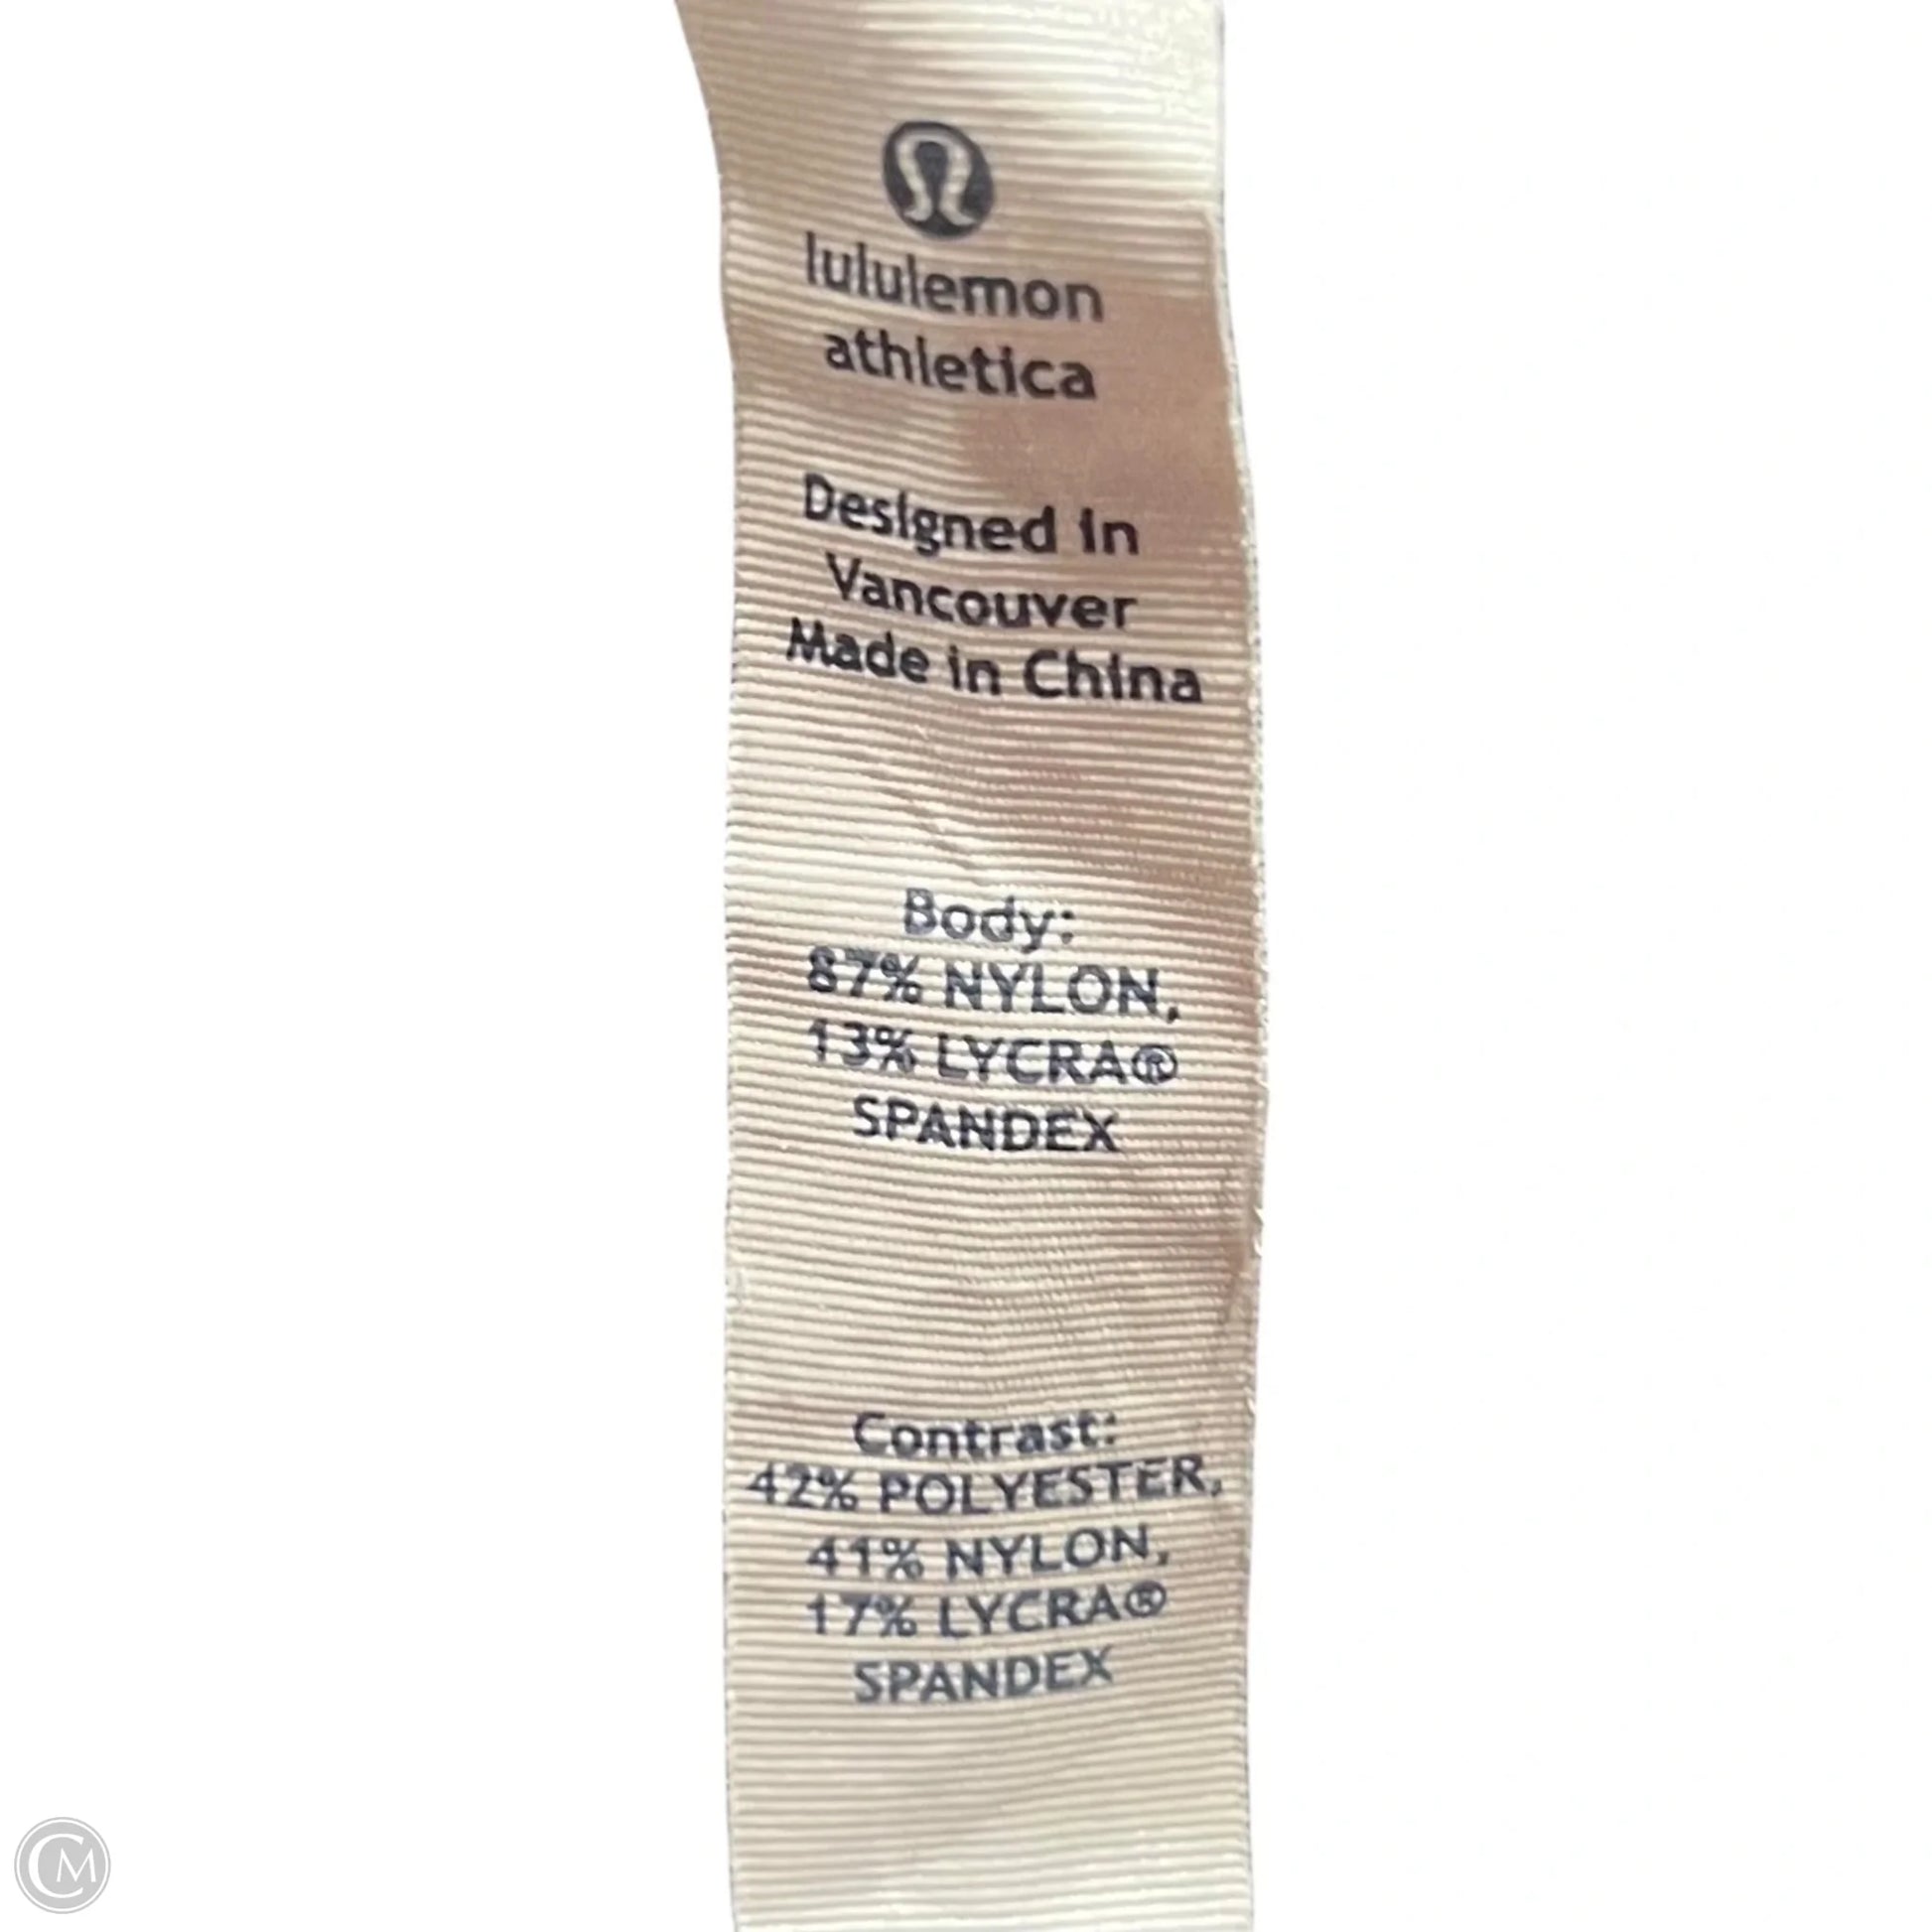 lululemon
athletica
Designed in
Vancouver
Made in China
Body:
87% NYLON,
13% LYCRA®
SPANDEX
Contrast:
42% POLYESTER,
41% NYLON,
17% LYCRA®
SPANDEX
CM